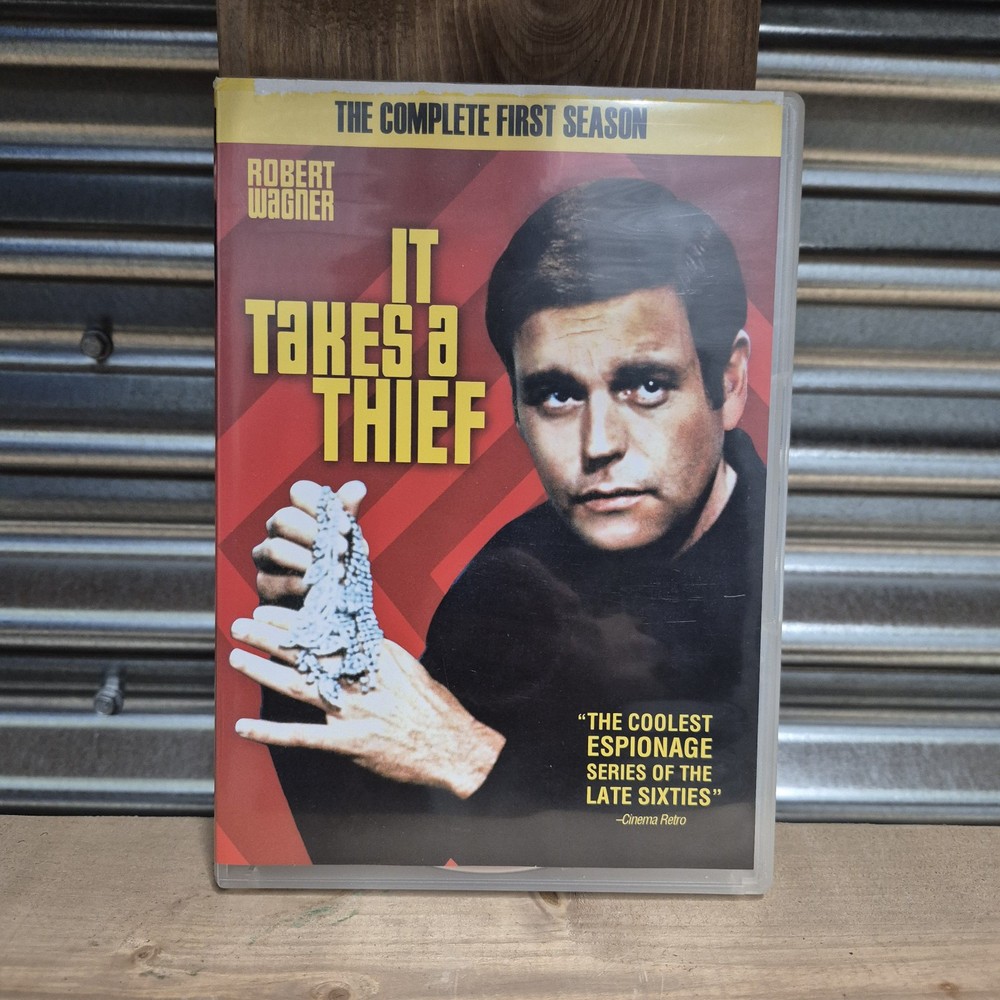 THE COMPLETE FIRST SEASON
ROBERT
WAGNER
IT
TAKES A
THIEF
“THE COOLEST
ESPIONAGE
SERIES OF THE
LATE SIXTIES”
–Cinema Retro